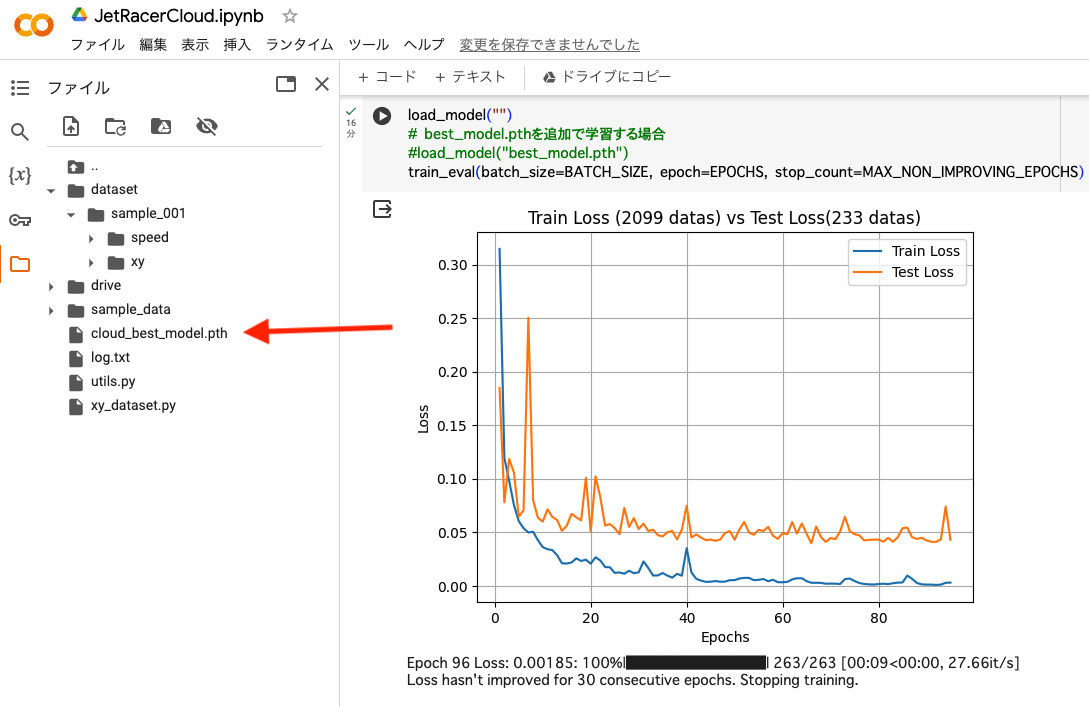 JetRacerCloud.ipynb
ファイル 編集 表示 挿入 ランタイム ツール ヘルプ 変更を保存できませんでした
ファイル
+ コード + テキスト ドライブにコピー
{x}
..
dataset
sample_001
speed
xy
drive
sample_data
cloud_best_model.pth
log.txt
utils.py
xy_dataset.py
16
分
load_model("")
# best_model.pthを追加で学習する場合
#load_model("best_model.pth")
train_eval(batch_size=BATCH_SIZE, epoch=EPOCHS, stop_count=MAX_NON_IMPROVING_EPOCHS)
Train Loss (2099 datas) vs Test Loss(233 datas)
Train Loss
Test Loss
0.30
0.25
0.20
0.15
0.10
0.05
0.00
Loss
0 20 40 60 80
Epochs
Epoch 96 Loss: 0.00185: 100%|██████████| 263/263 [00:09<00:00, 27.66it/s]
Loss hasn't improved for 30 consecutive epochs. Stopping training.